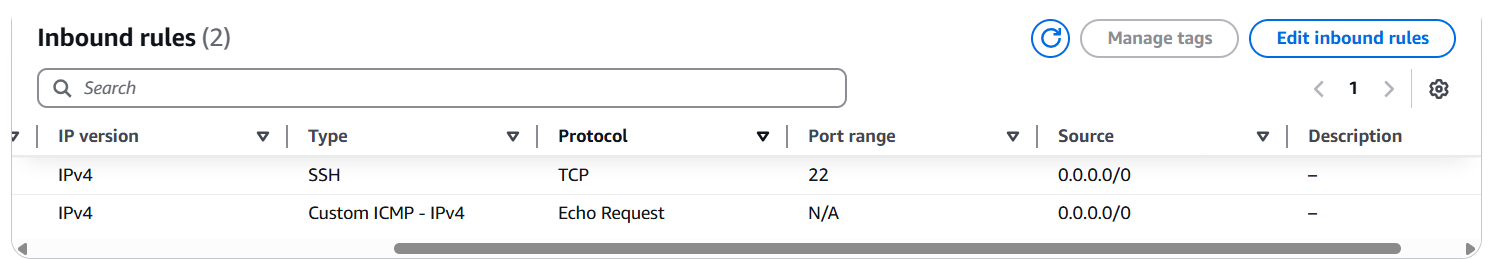 Inbound rules (2)
Manage tags
Edit inbound rules
Search
1
IP version Type Protocol Port range Source Description
IPv4 SSH TCP 22 0.0.0.0/0 –
IPv4 Custom ICMP - IPv4 Echo Request N/A 0.0.0.0/0 –